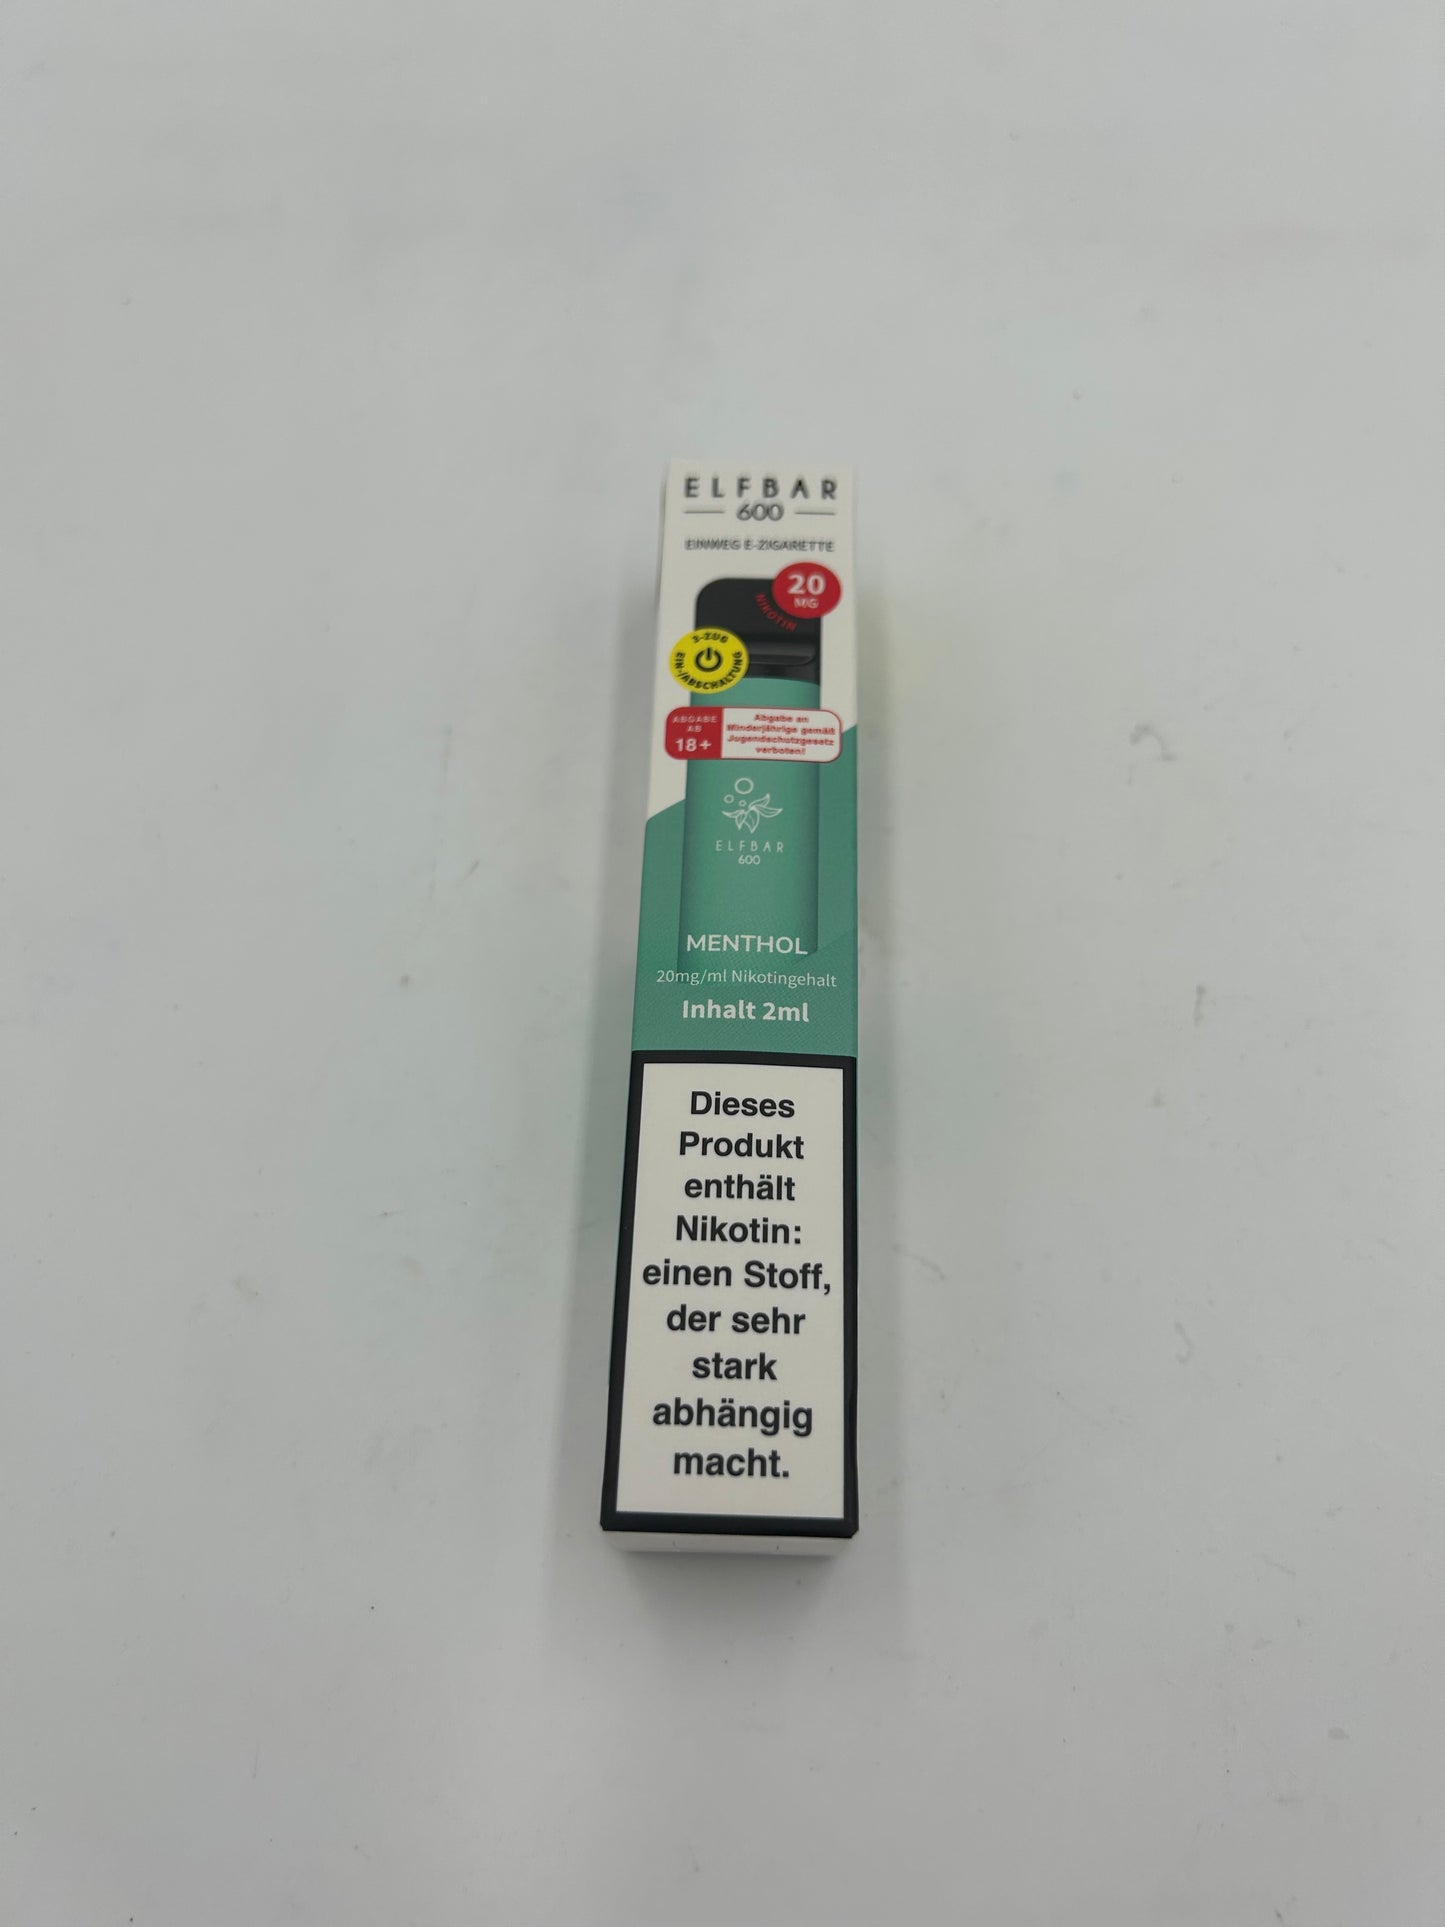 ELFBAR
600
EINWEG E-ZIGARETTE
20
MG
NIKOTIN
3-ZUG
EIN-/ABSCHALTUNG
ABGABE
AB
18+
Abgabe an
Minderjährige gemäß
Jugendschutzgesetz
verboten!
ELFBAR
600
MENTHOL
20mg/ml Nikotingehalt
Inhalt 2ml
Dieses
Produkt
enthält
Nikotin:
einen Stoff,
der sehr
stark
abhängig
macht.